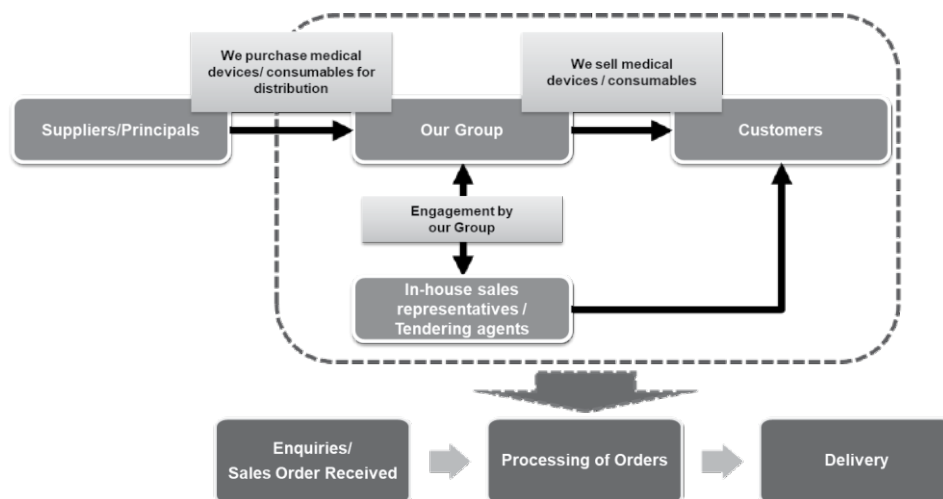 We purchase medical
devices/ consumables for
distribution
We sell medical
devices / consumables
Suppliers/Principals
Our Group
Customers
Engagement by
our Group
In-house sales
representatives /
Tendering agents
Enquiries/
Sales Order Received
Processing of Orders
Delivery